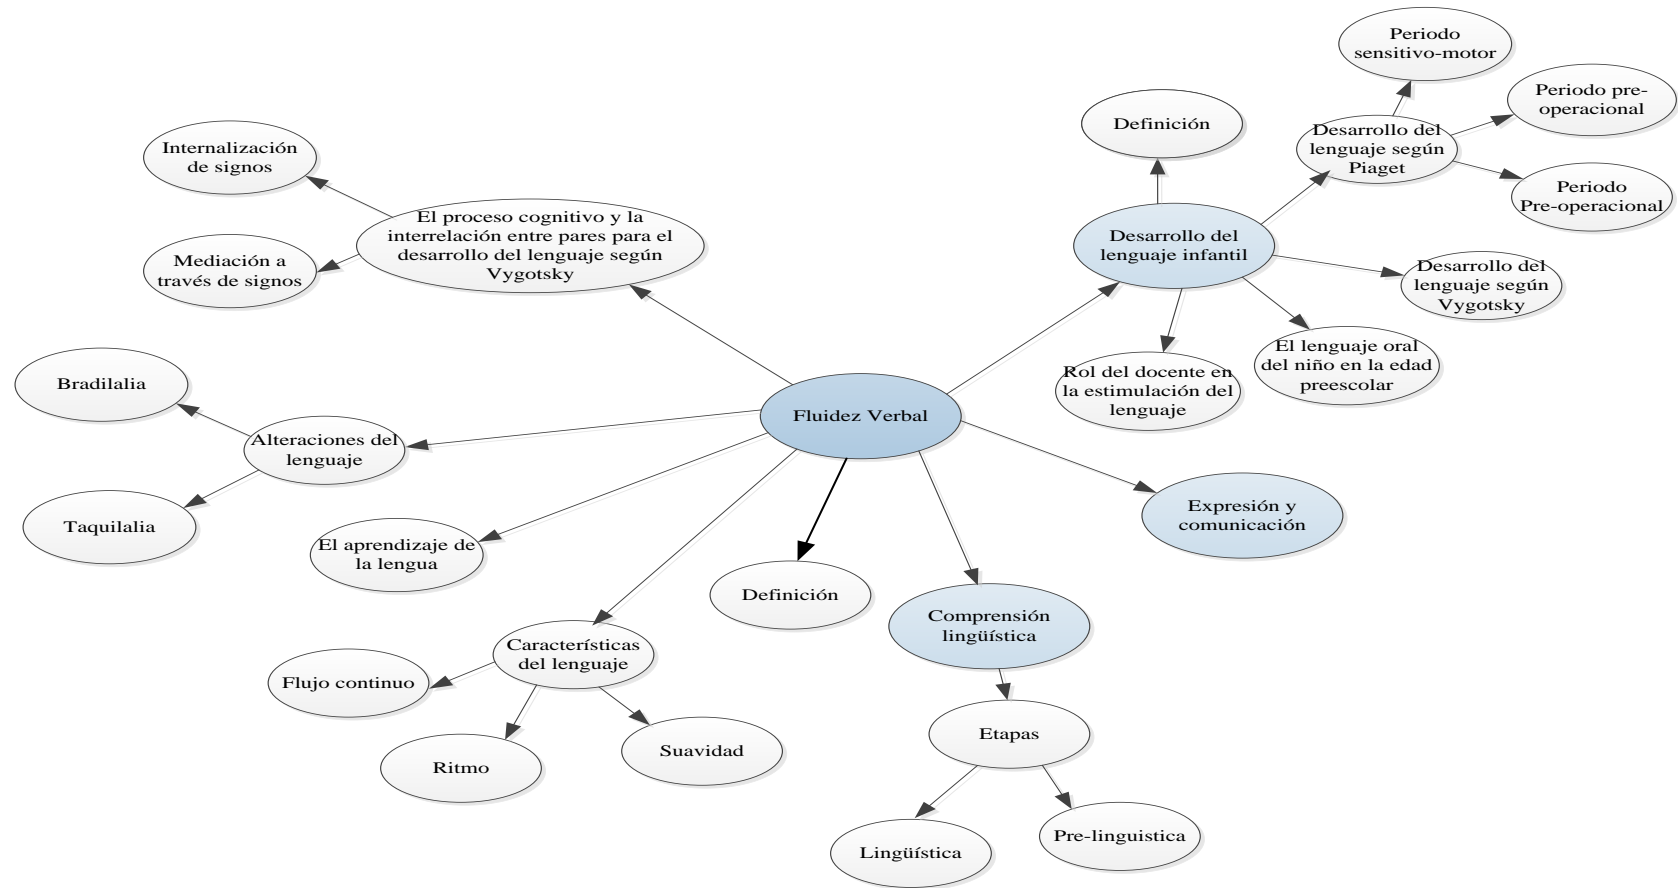 Periodo
sensitivo-motor
Periodo pre-
operacional
Definición
Desarrollo del
lenguaje según
Piaget
Internalización
de signos
Periodo
Pre-operacional
El proceso cognitivo y la
interrelación entre pares para el
desarrollo del lenguaje según
Vygotsky
Desarrollo del
lenguaje infantil
Mediación a
través de signos
Desarrollo del
lenguaje según
Vygotsky
El lenguaje oral
del niño en la edad
preescolar
Rol del docente en
la estimulación del
lenguaje
Bradilalia
Fluidez Verbal
Alteraciones del
lenguaje
Taquilalia
Expresión y
comunicación
El aprendizaje de
la lengua
Definición
Comprensión
lingüística
Características
del lenguaje
Flujo continuo
Etapas
Suavidad
Ritmo
Pre-linguistica
Lingüística